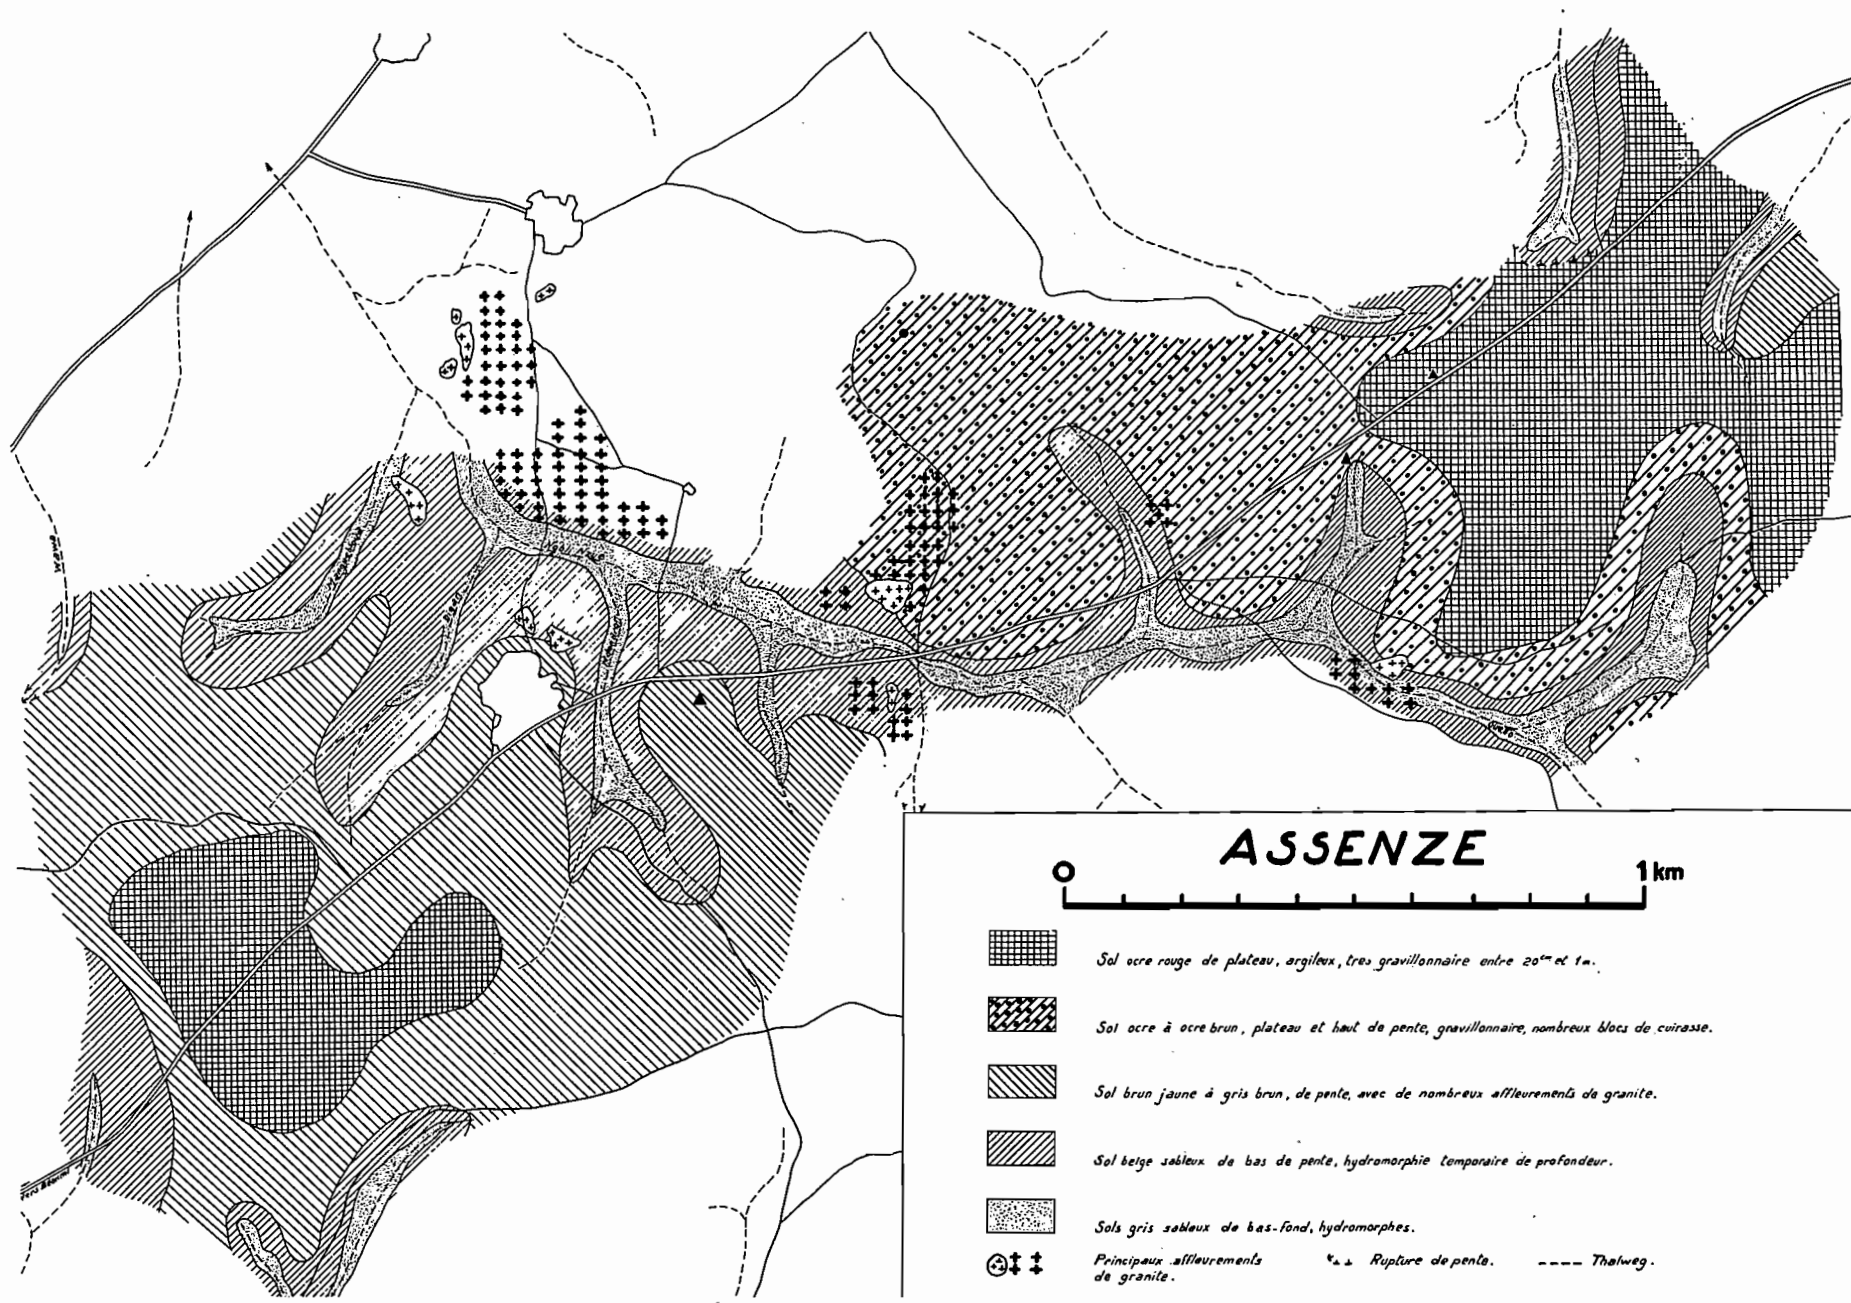 ASSENZE
0 1 km
Sol ocre rouge de plateau, argileux, tres gravillonnaire entre 20cm et 1m.
Sol ocre à ocre brun, plateau et haut de pente, gravillonnaire, nombreux blocs de cuirasse.
Sol brun jaune à gris brun, de pente, avec de nombreux affleurements de granite.
Sol beige sableux de bas de pente, hydromorphie temporaire de profondeur.
Sols gris sableux de bas-fond, hydromorphes.
Principaux affleurements
de granite.
Rupture de pente.
Thalweg.